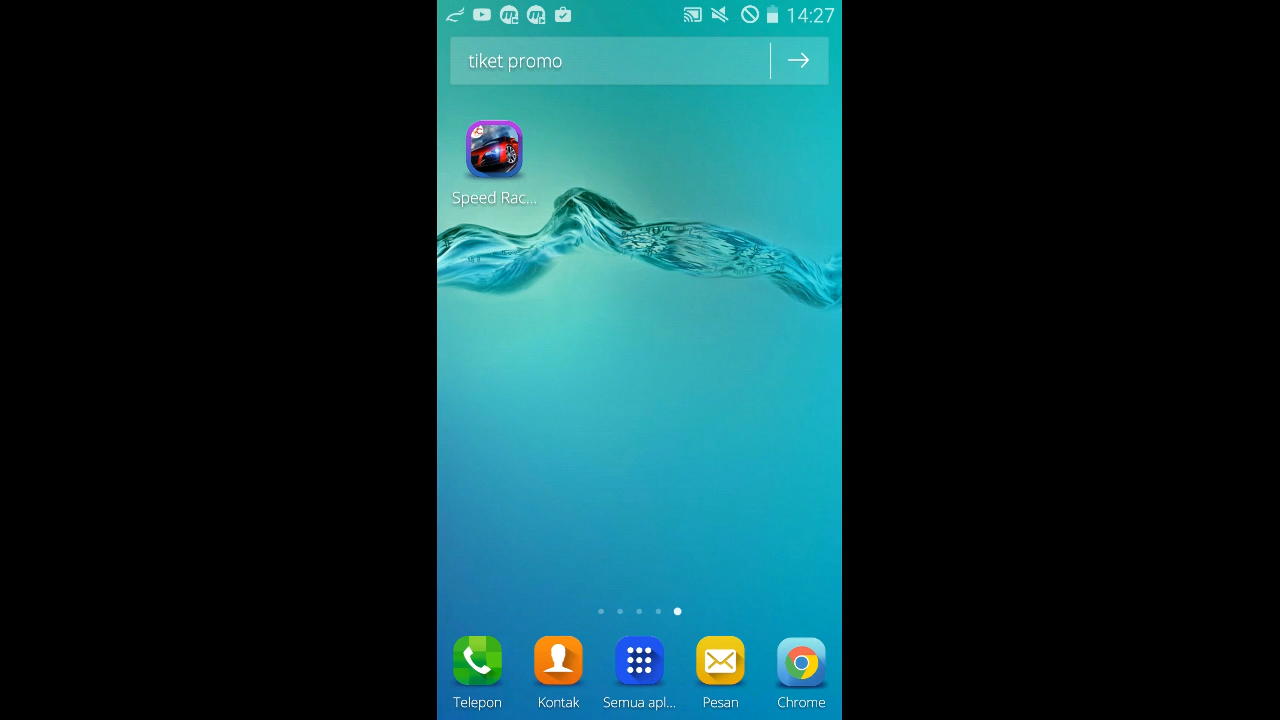 14:27
tiket promo
Speed Rac...
Telepon
Kontak
Semua apl...
Pesan
Chrome